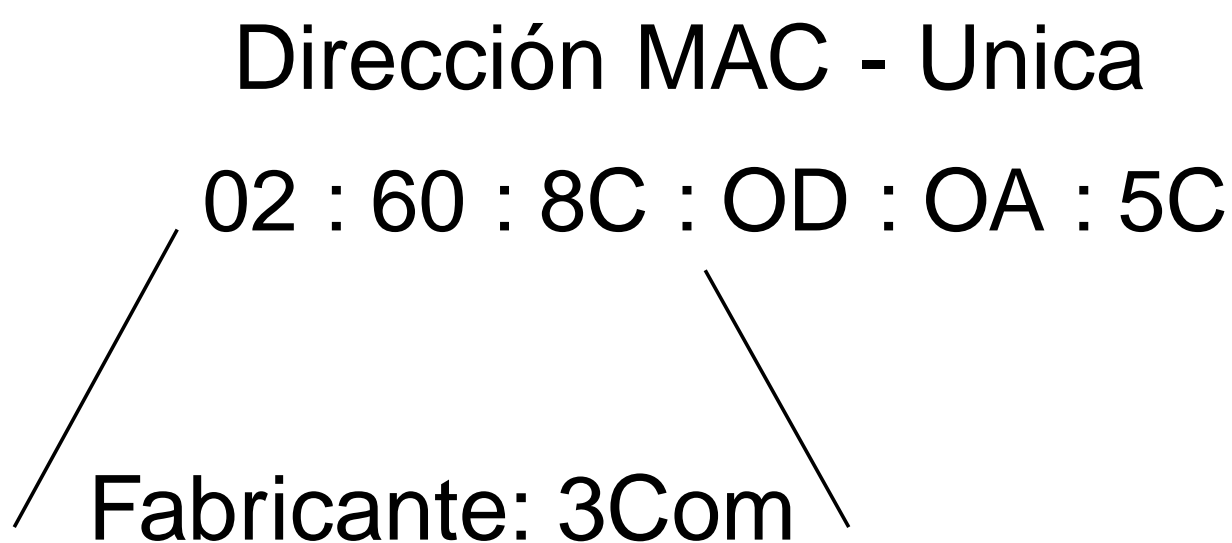 Dirección MAC - Unica
02 : 60 : 8C : OD : OA : 5C
Fabricante: 3Com